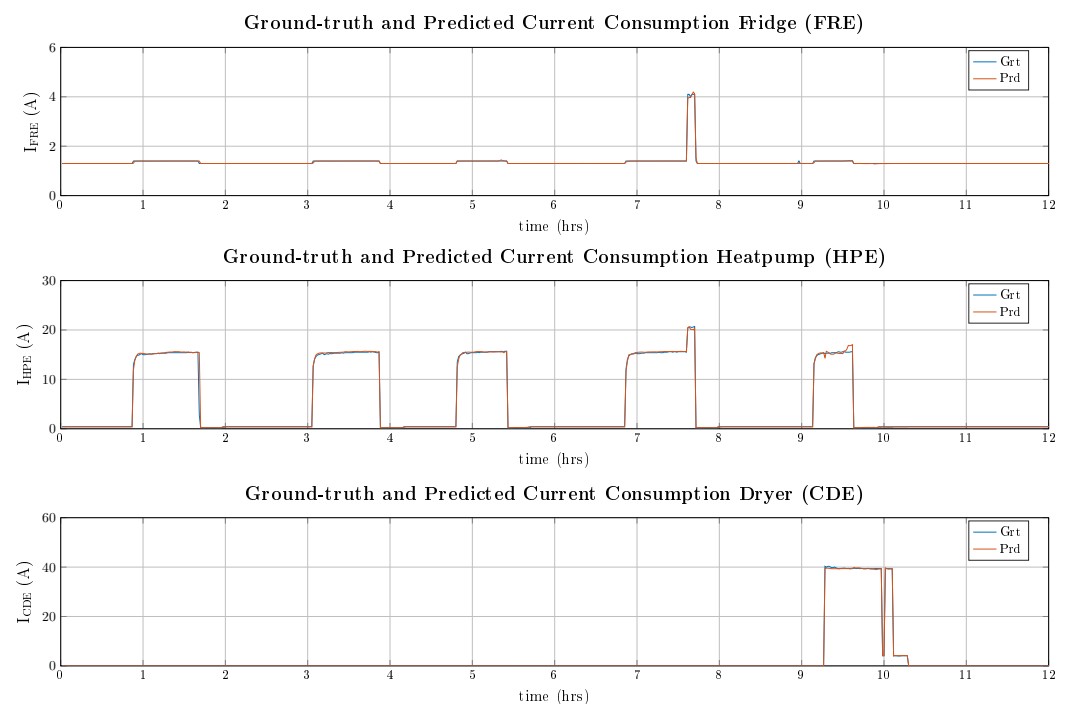 Ground-truth and Predicted Current Consumption Fridge (FRE)
6
4
2
0
I_FRE (A)
Grt
Prd
0 1 2 3 4 5 6 7 8 9 10 11 12
time (hrs)
Ground-truth and Predicted Current Consumption Heatpump (HPE)
30
20
10
0
I_HPE (A)
Grt
Prd
0 1 2 3 4 5 6 7 8 9 10 11 12
time (hrs)
Ground-truth and Predicted Current Consumption Dryer (CDE)
60
40
20
0
I_CDE (A)
Grt
Prd
0 1 2 3 4 5 6 7 8 9 10 11 12
time (hrs)